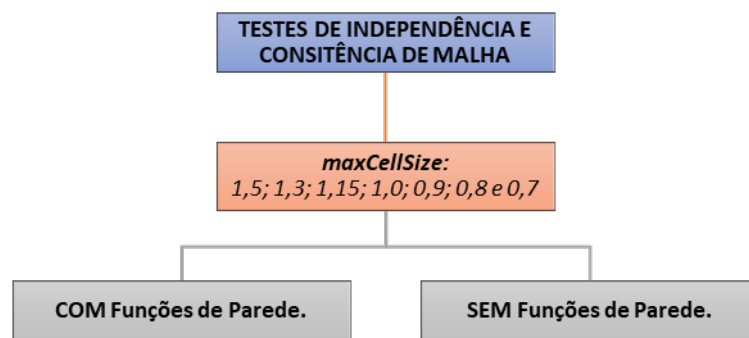 TESTES DE INDEPENDÊNCIA E
CONSITÊNCIA DE MALHA
maxCellSize:
1,5; 1,3; 1,15; 1,0; 0,9; 0,8 e 0,7
COM Funções de Parede.
SEM Funções de Parede.